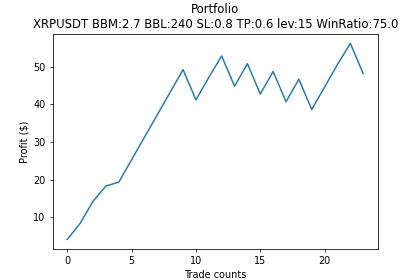 Portfolio
XRPUSDT BBM:2.7 BBL:240 SL:0.8 TP:0.6 lev:15 WinRatio:75.0
50
40
30
20
10
Profit ($)
0 5 10 15 20
Trade counts